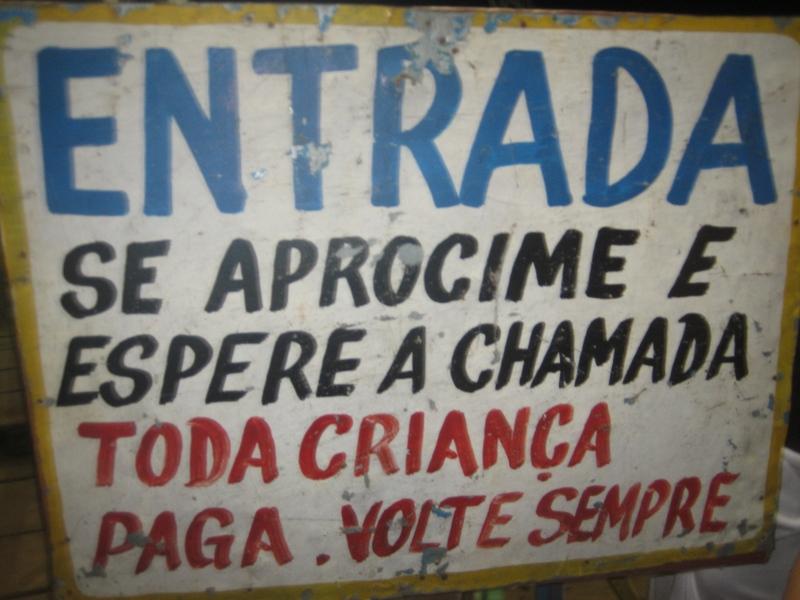 ENTRADA
SE APROCIME E
ESPERE A CHAMADA
TODA CRIANÇA
PAGA . VOLTE SEMPRE